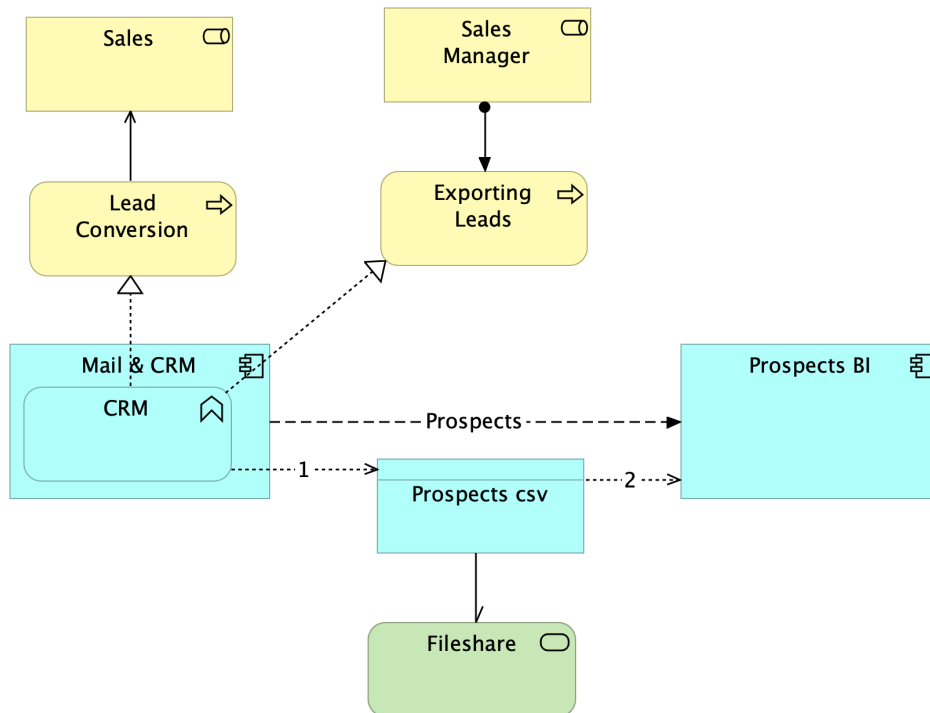 Sales
Sales
Manager
Lead
Conversion
Exporting
Leads
Mail & CRM
Prospects BI
CRM
Prospects
1
2
Prospects csv
Fileshare